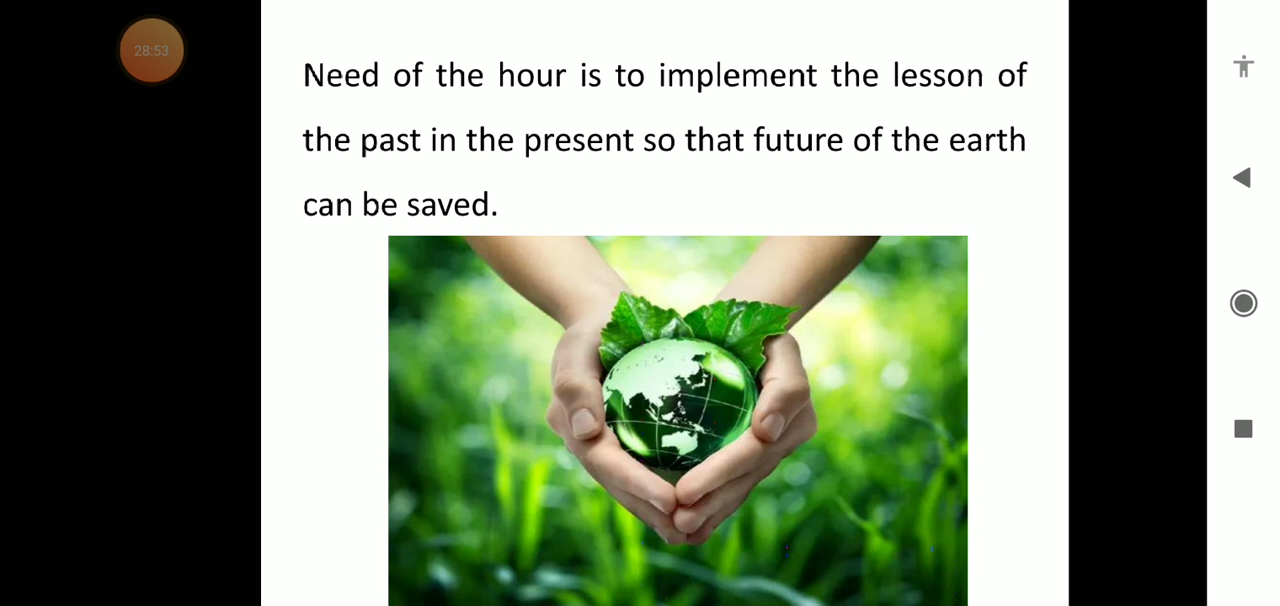 28:53
Need of the hour is to implement the lesson of
the past in the present so that future of the earth
can be saved.